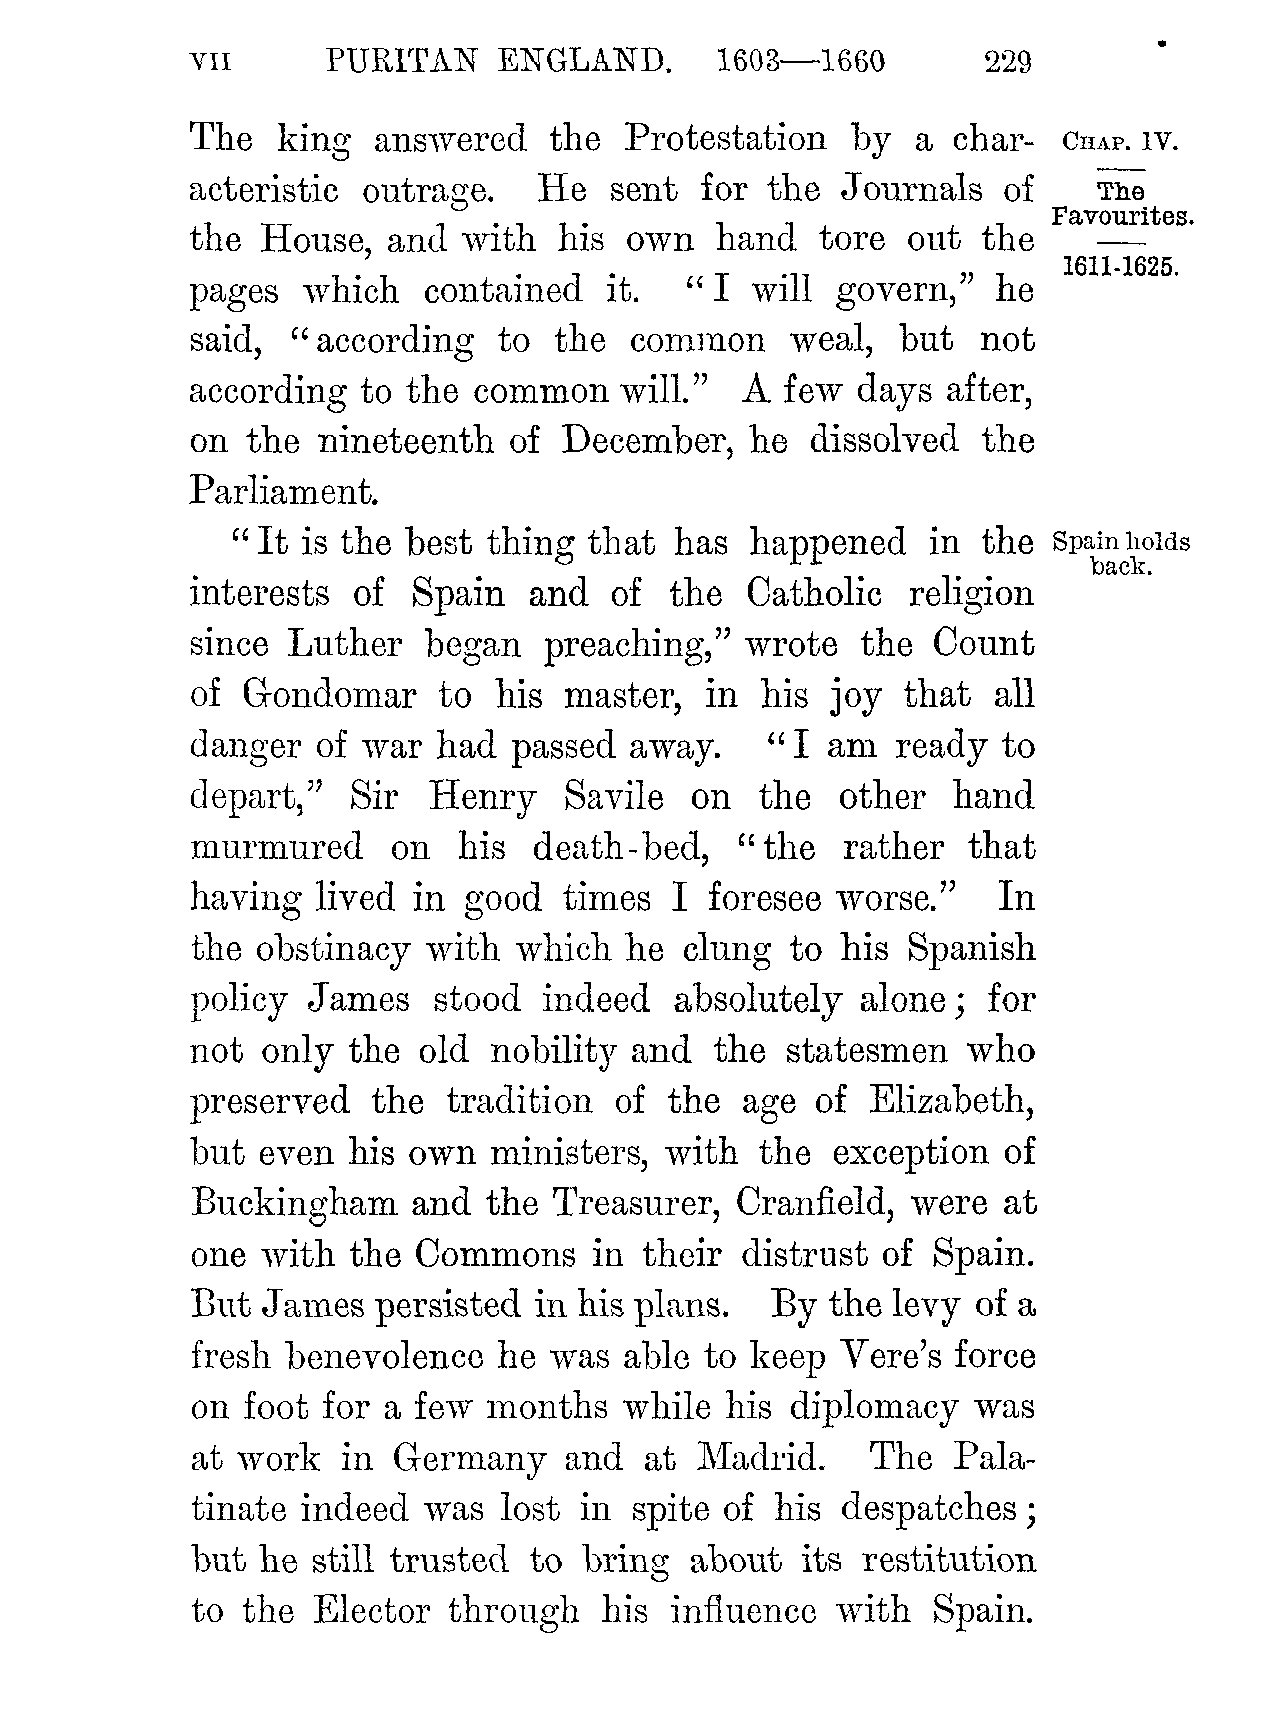 VII PURITAN ENGLAND. 1603—1660 229
The king answered the Protestation by a char-
acteristic outrage. He sent for the Journals of
the House, and with his own hand tore out the
pages which contained it. “I will govern,” he
said, “according to the common weal, but not
according to the common will.” A few days after,
on the nineteenth of December, he dissolved the
Parliament.
CHAP. IV.
The
Favourites.
1611-1625.
“It is the best thing that has happened in the
interests of Spain and of the Catholic religion
since Luther began preaching,” wrote the Count
of Gondomar to his master, in his joy that all
danger of war had passed away. “I am ready to
depart,” Sir Henry Savile on the other hand
murmured on his death-bed, “the rather that
having lived in good times I foresee worse.” In
the obstinacy with which he clung to his Spanish
policy James stood indeed absolutely alone; for
not only the old nobility and the statesmen who
preserved the tradition of the age of Elizabeth,
but even his own ministers, with the exception of
Buckingham and the Treasurer, Cranfield, were at
one with the Commons in their distrust of Spain.
But James persisted in his plans. By the levy of a
fresh benevolence he was able to keep Vere's force
on foot for a few months while his diplomacy was
at work in Germany and at Madrid. The Pala-
tinate indeed was lost in spite of his despatches;
but he still trusted to bring about its restitution
to the Elector through his influence with Spain.
Spain holds
back.